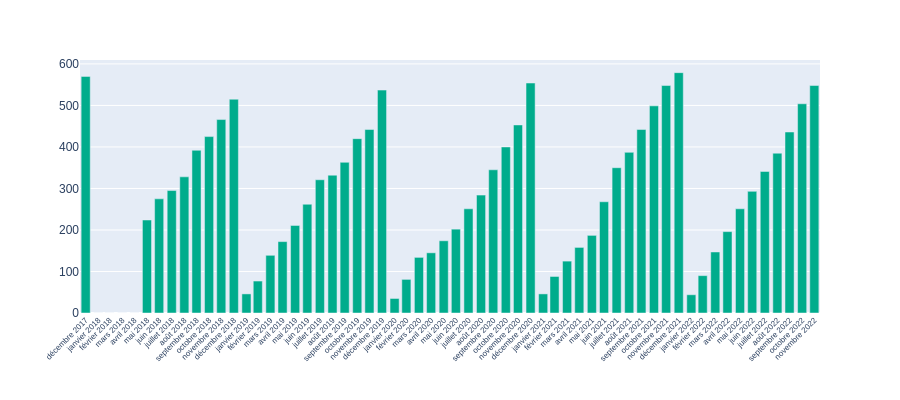 600
500
400
300
200
100
0
décembre 2017
janvier 2018
février 2018
mars 2018
avril 2018
mai 2018
juin 2018
juillet 2018
août 2018
septembre 2018
octobre 2018
novembre 2018
décembre 2018
janvier 2019
février 2019
mars 2019
avril 2019
mai 2019
juin 2019
juillet 2019
août 2019
septembre 2019
octobre 2019
novembre 2019
décembre 2019
janvier 2020
février 2020
mars 2020
avril 2020
mai 2020
juin 2020
juillet 2020
août 2020
septembre 2020
octobre 2020
novembre 2020
décembre 2020
janvier 2021
février 2021
mars 2021
avril 2021
mai 2021
juin 2021
juillet 2021
août 2021
septembre 2021
octobre 2021
novembre 2021
décembre 2021
janvier 2022
février 2022
mars 2022
avril 2022
mai 2022
juin 2022
juillet 2022
août 2022
septembre 2022
octobre 2022
novembre 2022